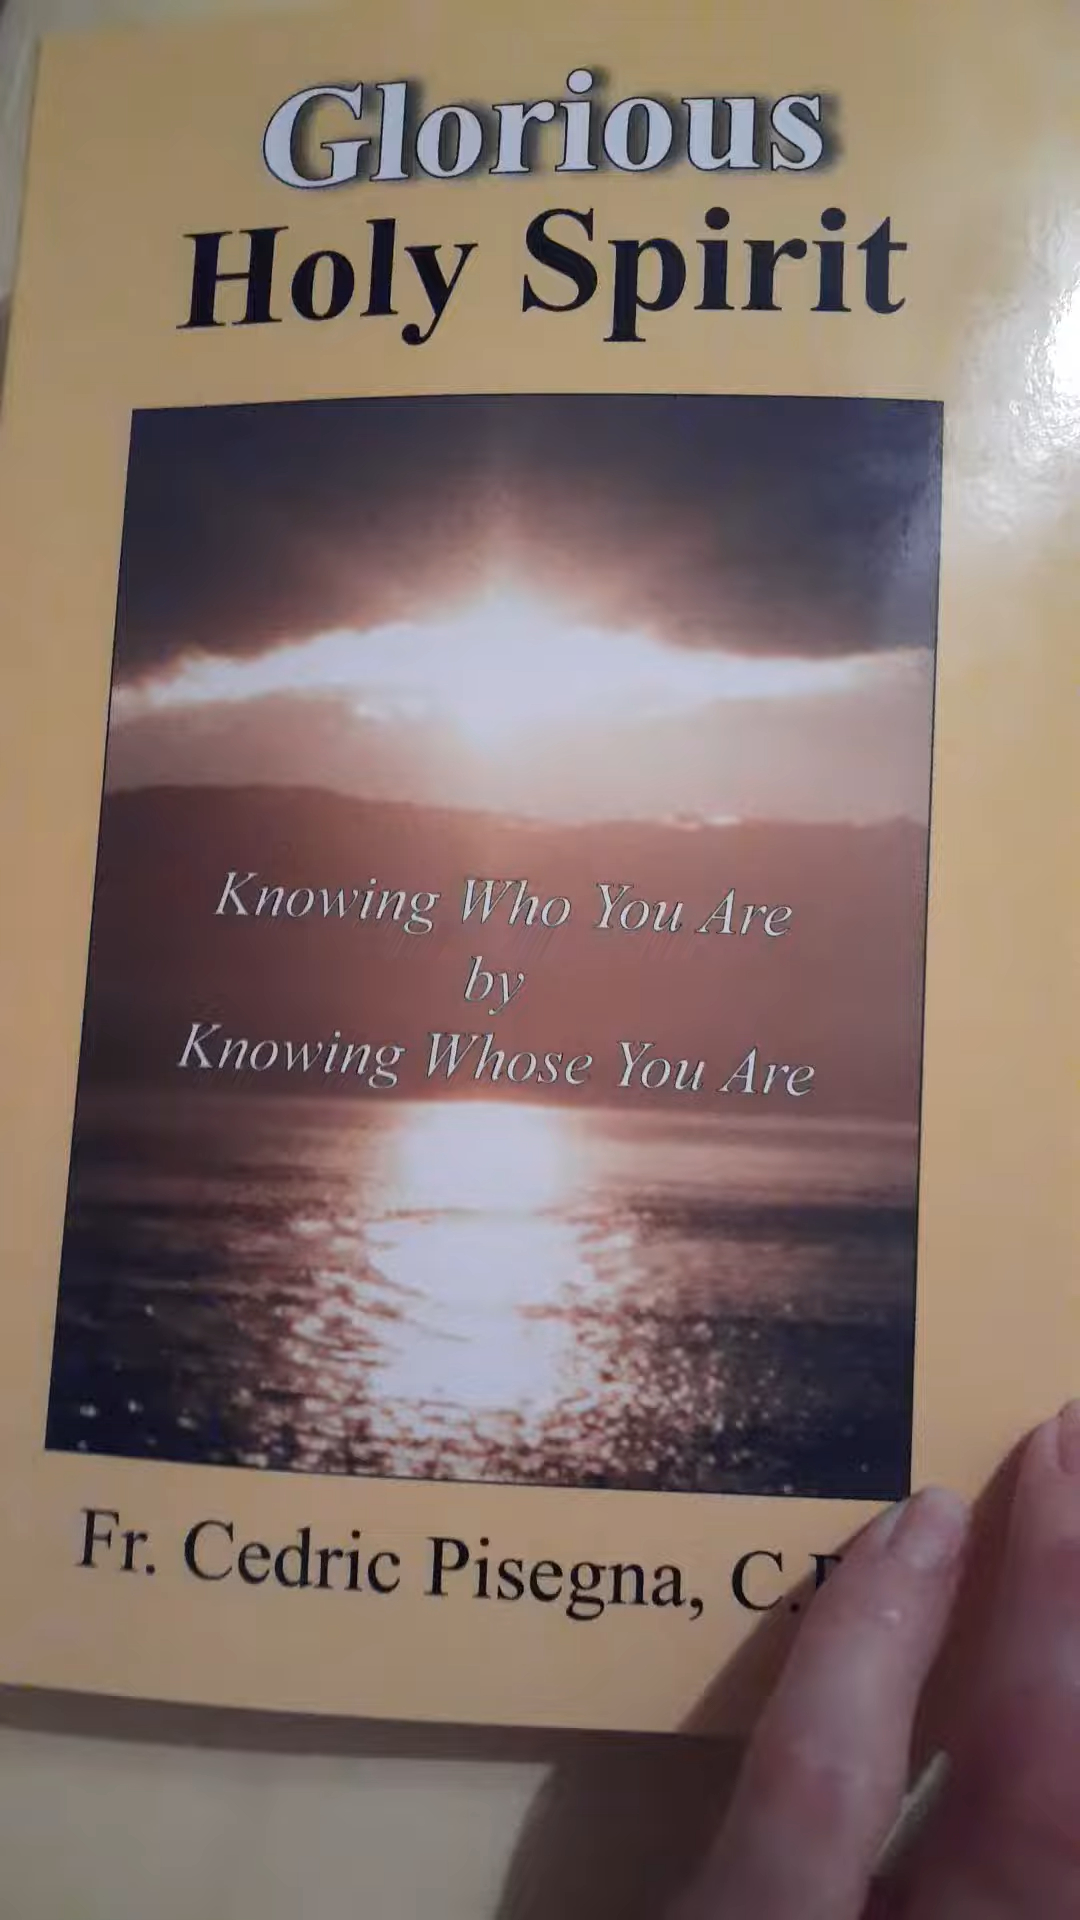 Glorious
Holy Spirit
Knowing Who You Are
by
Knowing Whose You Are
Fr. Cedric Pisegna,